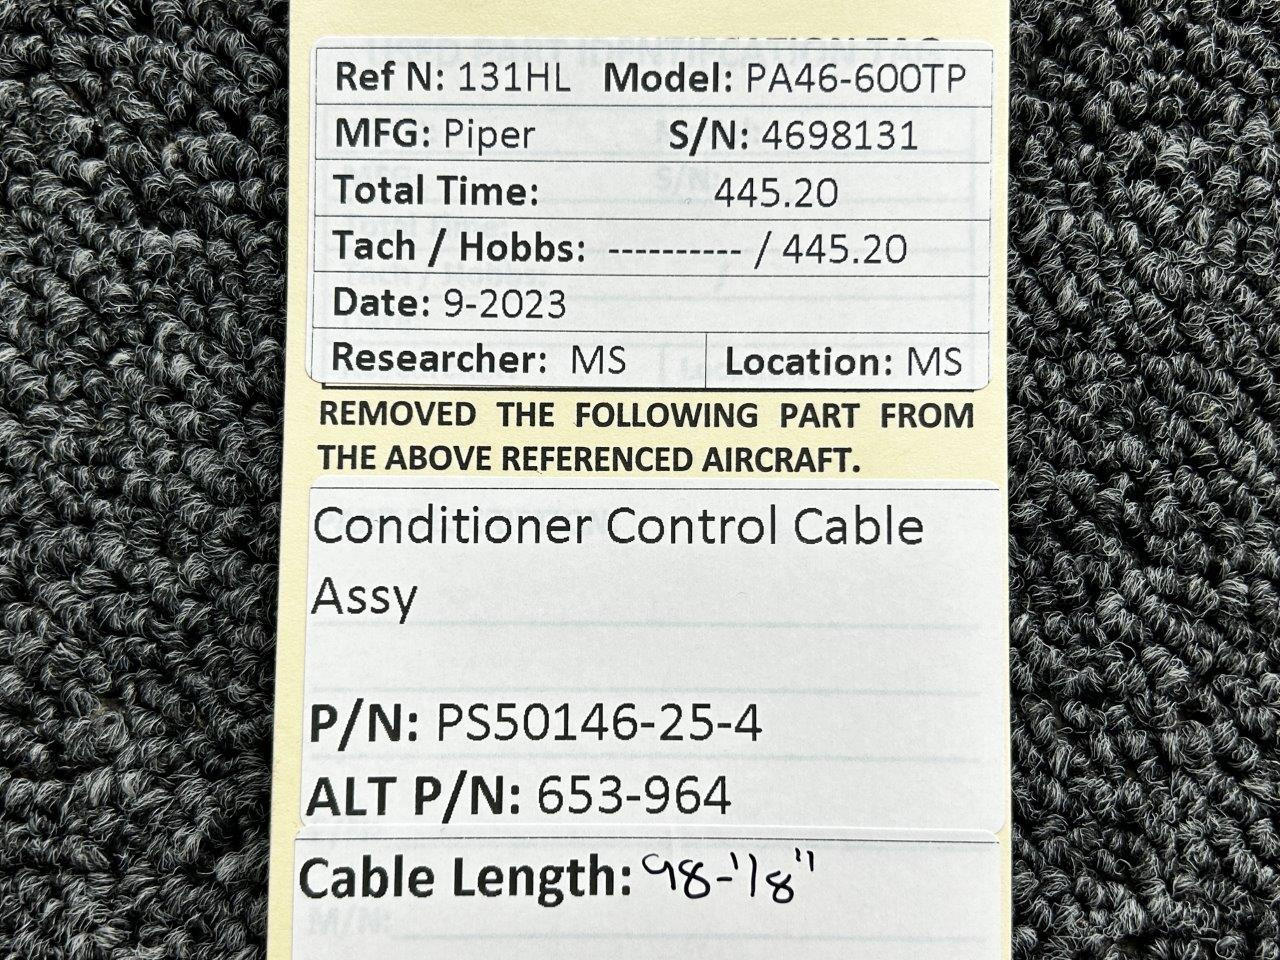 Ref N: 131HL Model: PA46-600TP
MFG: Piper S/N: 4698131
Total Time: 445.20
Tach / Hobbs: ---------- / 445.20
Date: 9-2023
Researcher: MS Location: MS
REMOVED THE FOLLOWING PART FROM
THE ABOVE REFERENCED AIRCRAFT.
Conditioner Control Cable
Assy
P/N: PS50146-25-4
ALT P/N: 653-964
Cable Length: 98-1/8"
M/N: